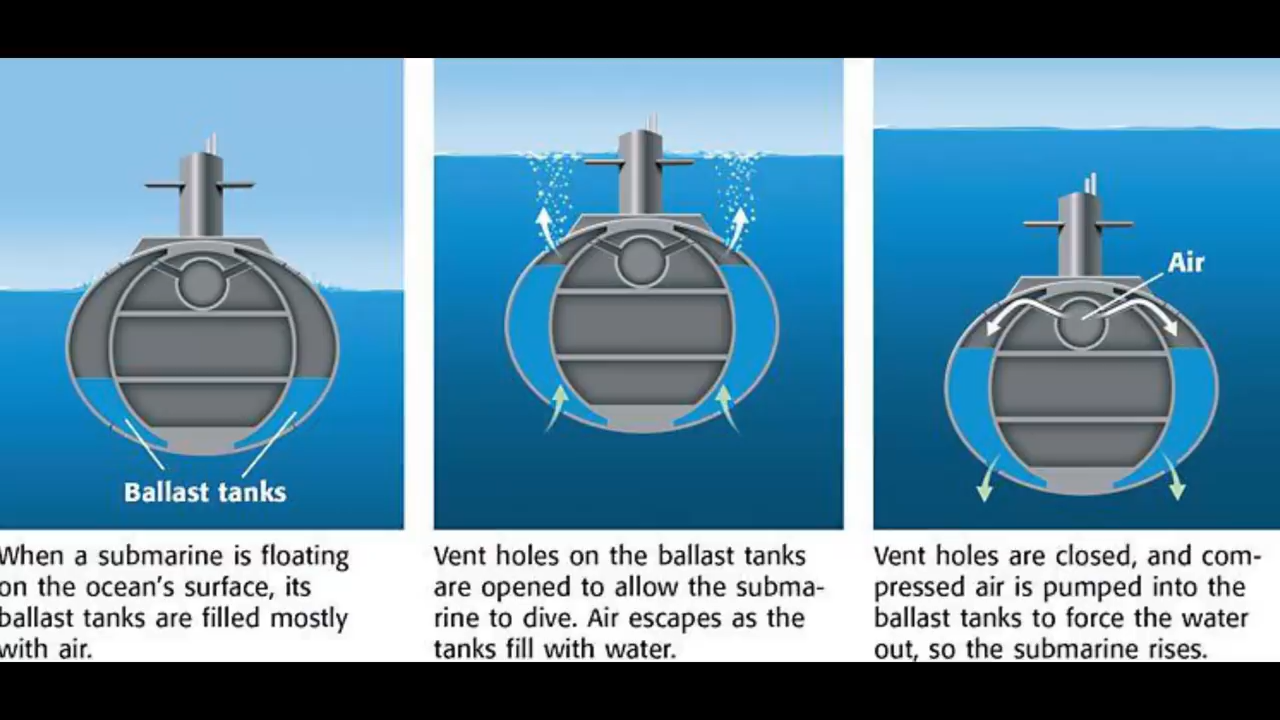 Ballast tanks
When a submarine is floating
on the ocean's surface, its
ballast tanks are filled mostly
with air.
Vent holes on the ballast tanks
are opened to allow the subma-
rine to dive. Air escapes as the
tanks fill with water.
Air
Vent holes are closed, and com-
pressed air is pumped into the
ballast tanks to force the water
out, so the submarine rises.